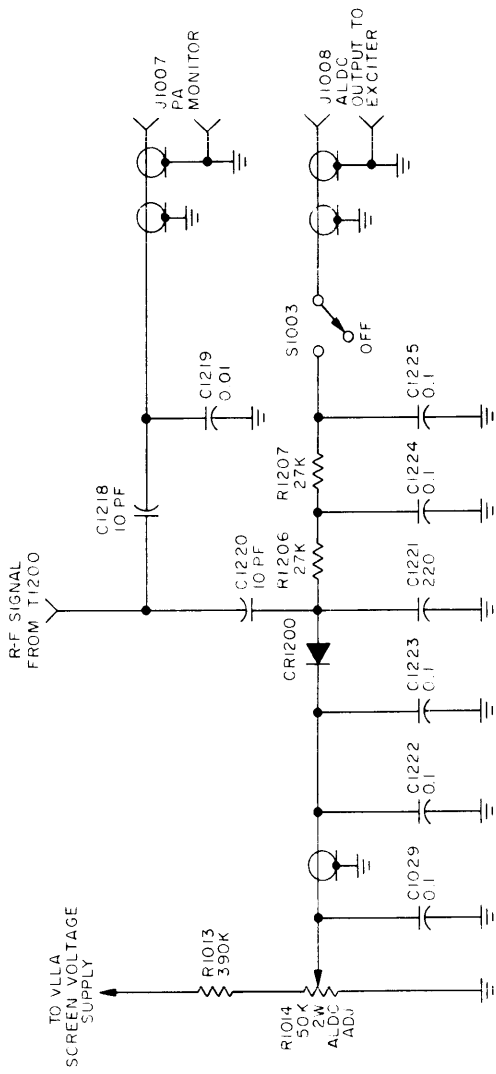 TO VLLA
SCREEN VOLTAGE
SUPPLY
R1013
390K
R1014
50K
2W
ALDC
ADJ
C1029
0.1
C1222
0.1
C1223
0.1
CR1200
C1221
220
R-F SIGNAL
FROM T1200
C1220
10 PF
R1206
27K
C1224
0.1
R1207
27K
C1225
0.1
C1218
10 PF
C1219
0.01
S1003
OFF
J1007
PA
MONITOR
J1008
ALDC
OUTPUT TO
EXCITER